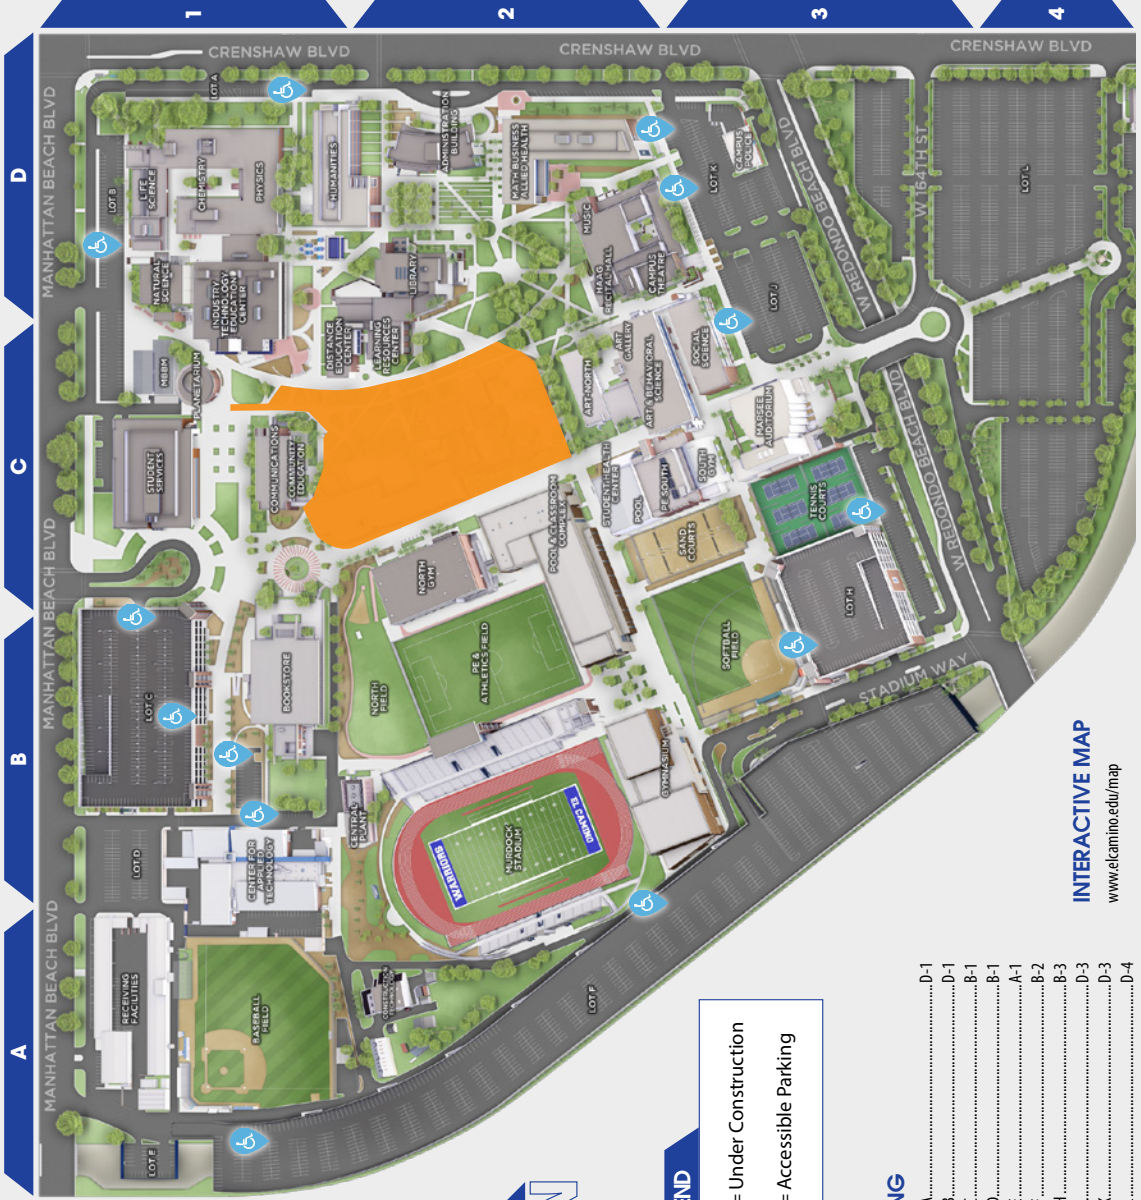 1
2
3
4
CRENSHAW BLVD
CRENSHAW BLVD
CRENSHAW BLVD
D
C
B
A
MANHATTAN BEACH BLVD
MANHATTAN BEACH BLVD
MANHATTAN BEACH BLVD
W REDONDO BEACH BLVD
W REDONDO BEACH BLVD
W 164TH ST
STADIUM WAY
LOT A
LOT B
LIFE
SCIENCE
CHEMISTRY
PHYSICS
HUMANITIES
ADMINISTRATION
BUILDING
MATH BUSINESS
ALLIED HEALTH
LOT K
CAMPUS
POLICE
LOT L
NATURAL
SCIENCE
INDUSTRY
TECHNOLOGY
EDUCATION
CENTER
LIBRARY
MUSIC
HAAG
RECITAL HALL
CAMPUS
THEATRE
LOT J
MBBM
PLANETARIUM
DISTANCE
EDUCATION
CENTER
LEARNING
RESOURCES
CENTER
ART-NORTH
ART
GALLERY
ART & BEHAVIORAL
SCIENCE
SOCIAL
SCIENCE
MARSEE
AUDITORIUM
STUDENT
SERVICES
COMMUNICATIONS
COMMUNITY
EDUCATION
STUDENT HEALTH
CENTER
POOL
PE SOUTH
SOUTH
GYM
TENNIS
COURTS
NORTH
GYM
POOL & CLASSROOM
COMPLEX
SAND
COURTS
LOT H
LOT C
BOOKSTORE
NORTH
FIELD
PE &
ATHLETICS FIELD
SOFTBALL
FIELD
CENTRAL
PLANT
GYMNASIUM
LOT D
CENTER FOR
APPLIED
TECHNOLOGY
WARRIORS
MURDOCK
STADIUM
EL CAMINO
RECEIVING
FACILITIES
BASEBALL
FIELD
CONSTRUCTION
TECHNOLOGY
LOT F
LOT E
INTERACTIVE MAP
www.elcamino.edu/map
END
= Under Construction
= Accessible Parking
NG
D-1
D-1
B-1
B-1
A-1
B-2
B-3
D-3
D-3
D-4